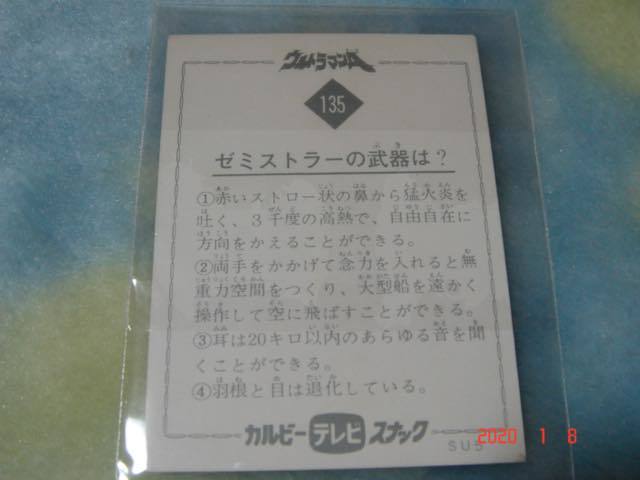 ウルトラマンA
135
ゼミストラーの武器は？
①赤いストロー状の鼻から猛火炎を
吐く、3千度の高熱で、自由自在に
方向をかえることができる。
②両手をかかげて念力を入れると無
重力空間をつくり、大型船を遠かく
操作して空に飛ばすことができる。
③耳は20キロ以内のあらゆる音を聞
くことができる。
④羽根と目は退化している。
カルビーテレビスナック
SU5
2020 1 8